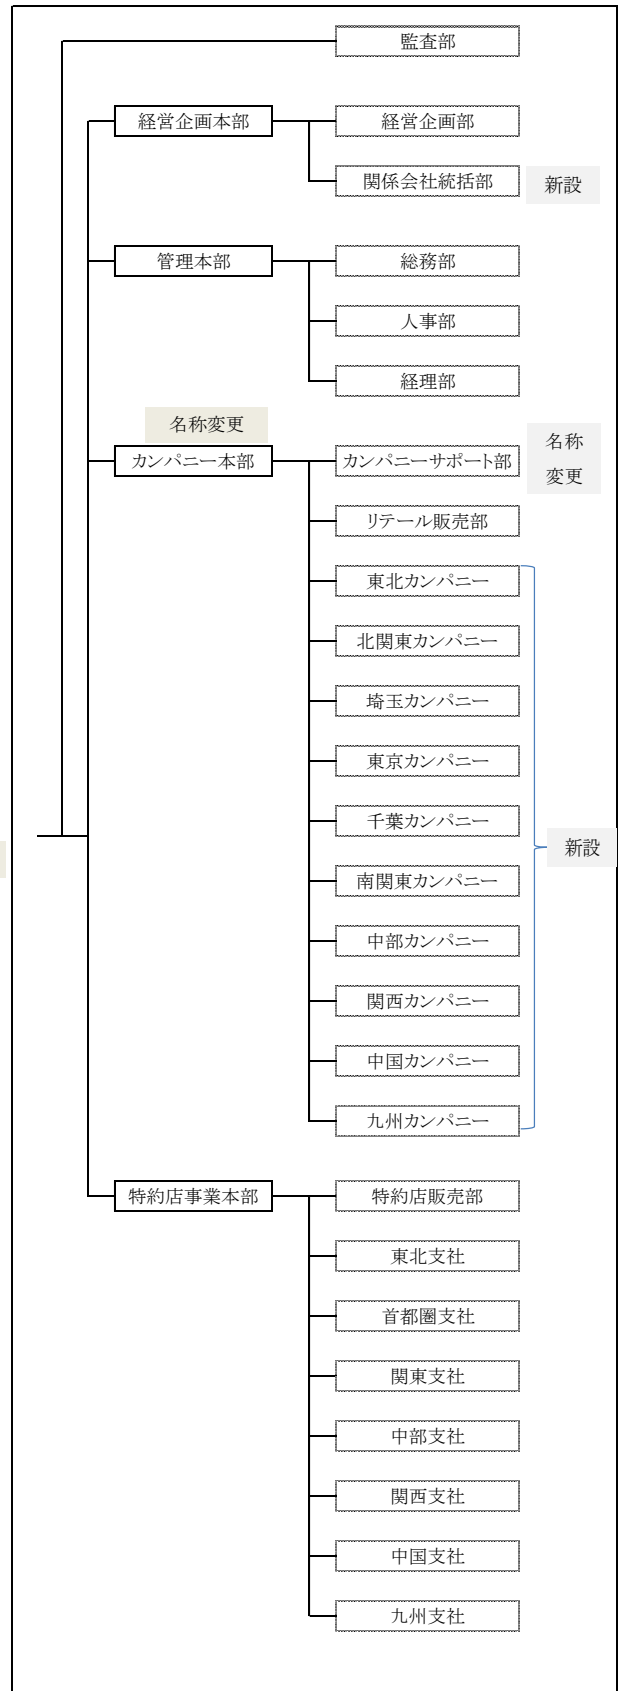 監査部
経営企画本部
経営企画部
関係会社統括部
新設
管理本部
総務部
人事部
経理部
名称変更
カンパニー本部
カンパニーサポート部
名称
変更
リテール販売部
東北カンパニー
北関東カンパニー
埼玉カンパニー
東京カンパニー
千葉カンパニー
新設
南関東カンパニー
中部カンパニー
関西カンパニー
中国カンパニー
九州カンパニー
特約店事業本部
特約店販売部
東北支社
首都圏支社
関東支社
中部支社
関西支社
中国支社
九州支社